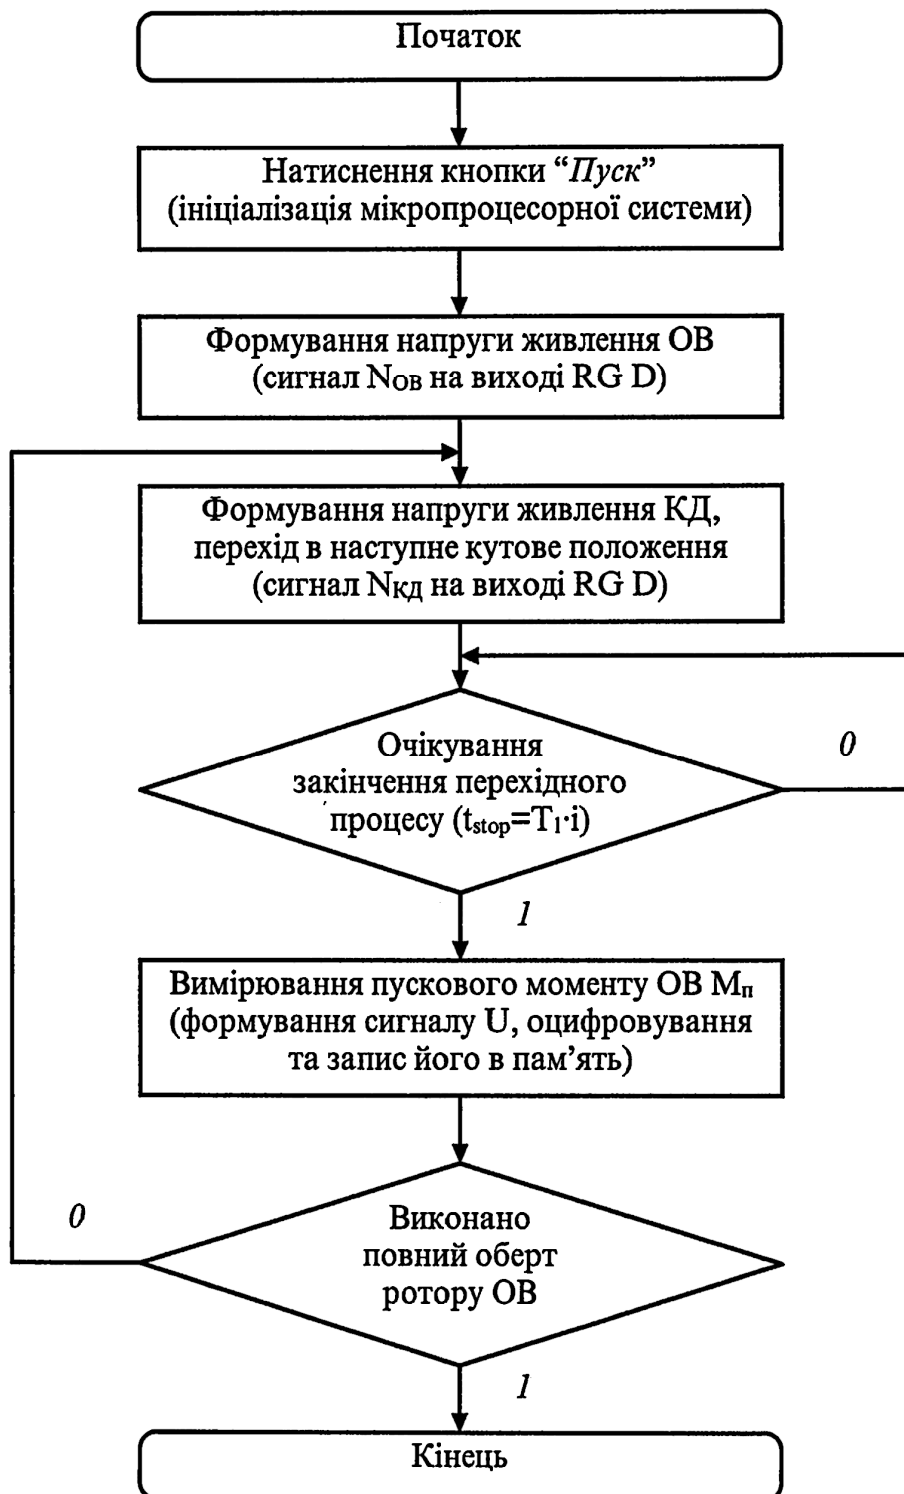 Початок
Натиснення кнопки “Пуск”
(ініціалізація мікропроцесорної системи)
Формування напруги живлення ОВ
(сигнал NОВ на виході RG D)
Формування напруги живлення КД,
перехід в наступне кутове положення
(сигнал NКД на виході RG D)
Очікування
закінчення перехідного
процесу (tstop=T1·i)
0
1
Вимірювання пускового моменту ОВ Мп
(формування сигналу U, оцифровування
та запис його в пам’ять)
0
Виконано
повний оберт
ротору ОВ
1
Кінець